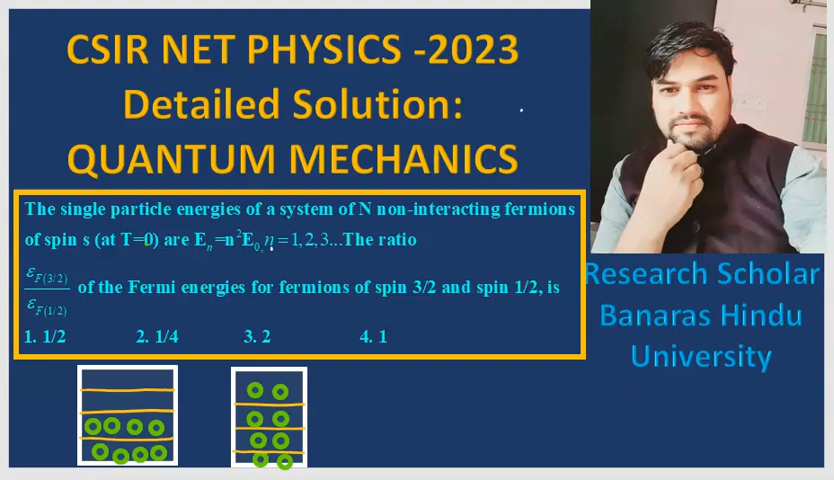 CSIR NET PHYSICS -2023
Detailed Solution:
QUANTUM MECHANICS
The single particle energies of a system of N non-interacting fermions
of spin s (at T=0) are Eₙ=n²E₀, n=1,2,3...The ratio
ε_F(3/2) / ε_F(1/2) of the Fermi energies for fermions of spin 3/2 and spin 1/2, is
1. 1/2 2. 1/4 3. 2 4. 1
Research Scholar
Banaras Hindu
University